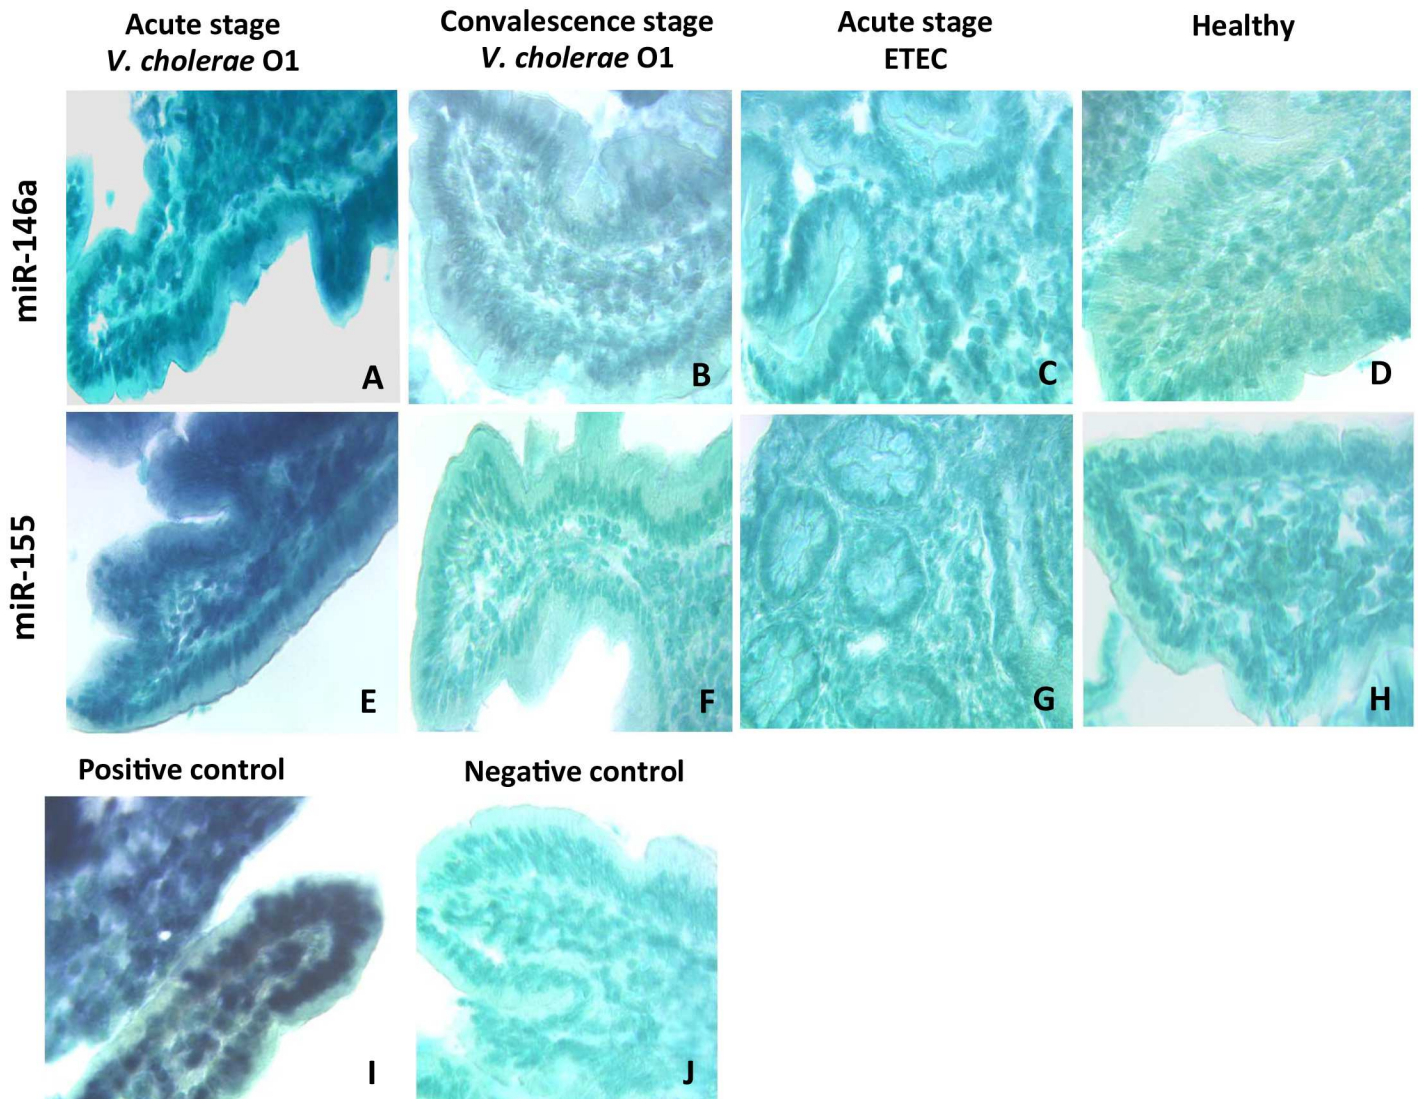 Acute stage
V. cholerae O1
Convalescence stage
V. cholerae O1
Acute stage
ETEC
Healthy
miR-146a
A
B
C
D
miR-155
E
F
G
H
Positive control
Negative control
I
J